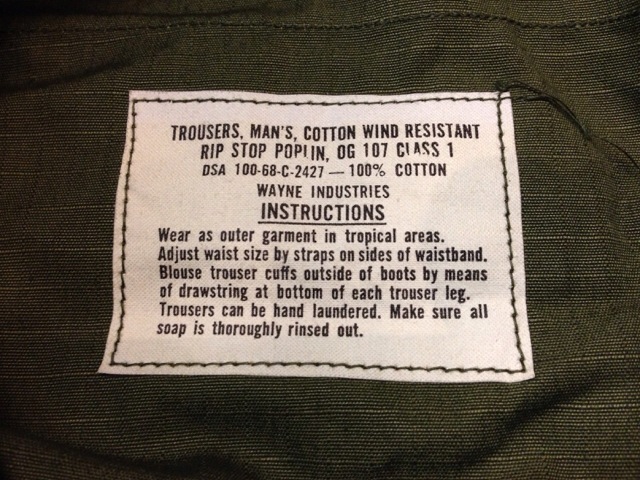 TROUSERS, MAN'S, COTTON WIND RESISTANT
RIP STOP POPLIN, OG 107 CLASS 1
DSA 100-68-C-2427 — 100% COTTON
WAYNE INDUSTRIES
INSTRUCTIONS
Wear as outer garment in tropical areas.
Adjust waist size by straps on sides of waistband.
Blouse trouser cuffs outside of boots by means
of drawstring at bottom of each trouser leg.
Trousers can be hand laundered. Make sure all
soap is thoroughly rinsed out.